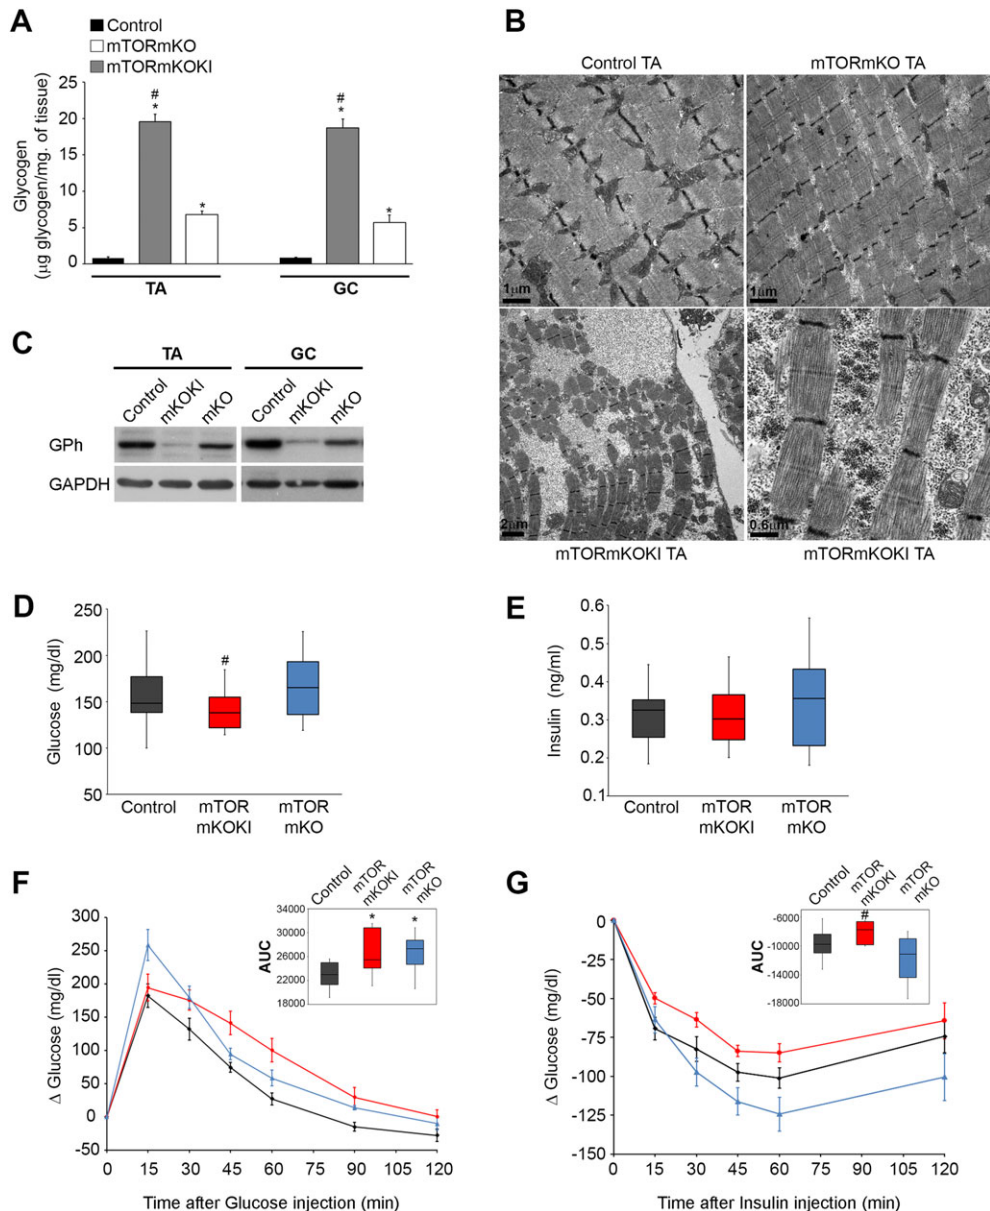 A
Control
mTORmKO
mTORmKOKI
Glycogen
(µg glycogen/mg. of tissue)
25
20
15
10
5
0
#
*
*
#
*
*
TA
GC
B
Control TA
mTORmKO TA
1µm
1µm
2µm
0.6µm
mTORmKOKI TA
mTORmKOKI TA
C
TA
GC
Control
mKOKI
mKO
Control
mKOKI
mKO
GPh
GAPDH
D
Glucose (mg/dl)
250
200
150
100
50
#
Control
mTOR
mKOKI
mTOR
mKO
E
Insulin (ng/ml)
0.6
0.5
0.4
0.3
0.2
0.1
Control
mTOR
mKOKI
mTOR
mKO
F
Δ Glucose (mg/dl)
300
250
200
150
100
50
0
-50
0 15 30 45 60 75 90 105 120
Time after Glucose injection (min)
Control
mTOR
mKOKI
mTOR
mKO
AUC
34000
30000
26000
22000
18000
*
*
G
Δ Glucose (mg/dl)
0
-25
-50
-75
-100
-125
-150
0 15 30 45 60 75 90 105 120
Time after Insulin injection (min)
Control
mTOR
mKOKI
mTOR
mKO
AUC
-6000
-10000
-14000
-18000
#